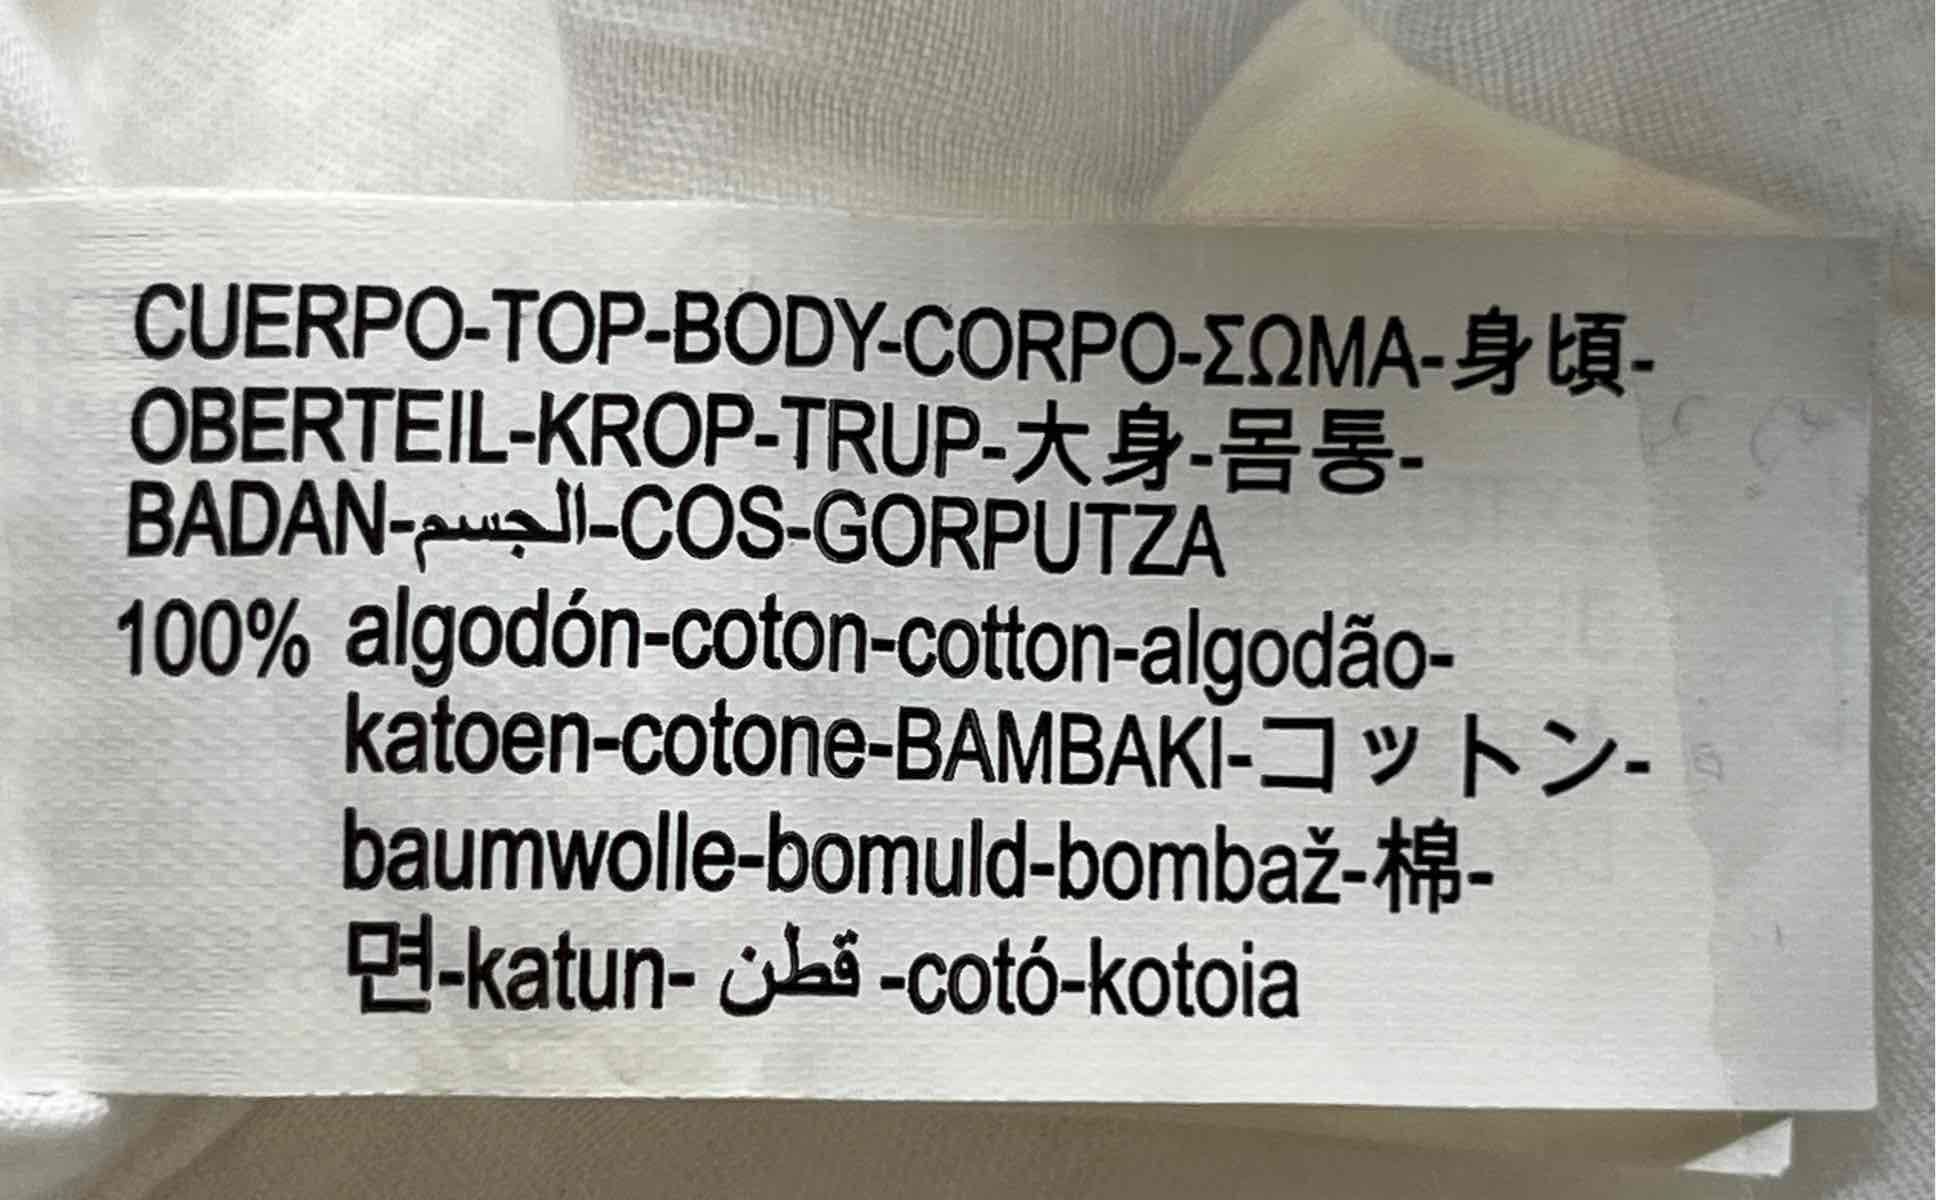 CUERPO-TOP-BODY-CORPO-ΣΩΜΑ-身頃-
OBERTEIL-KROP-TRUP-大身-몸통-
BADAN-الجسم-COS-GORPUTZA
100% algodón-coton-cotton-algodão-
katoen-cotone-BAMBAKI-コットン-
baumwolle-bomuld-bombaž-棉-
면-katun- قطن -cotó-kotoia